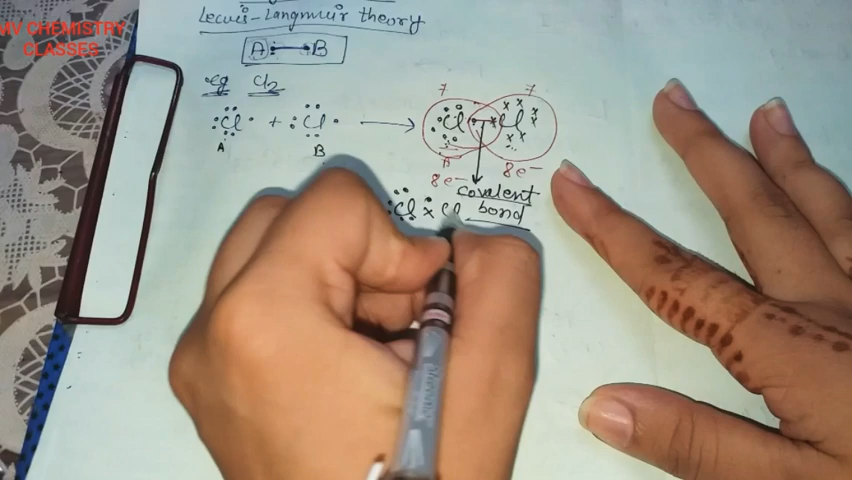 MV CHEMISTRY
CLASSES
Lewis-Langmuir theory
A B
eg Cl2
7 7
Cl + Cl Cl Cl
A B A
8e- 8e-
covalent
bond
Cl x Cl